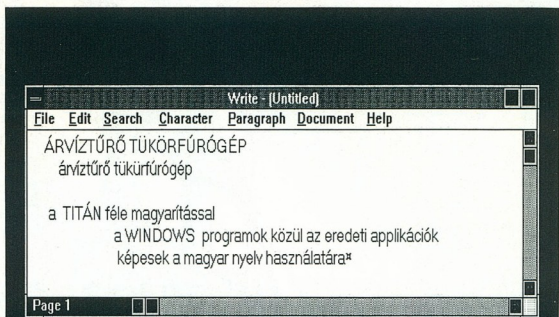 Write - (Untitled)
File Edit Search Character Paragraph Document Help
ÁRVÍZTŰRŐ TÜKÖRFÚRÓGÉP
árvíztűrő tükürfúrógép
a TITÁN féle magyarítással
a WINDOWS programok közül az eredeti applikációk
képesek a magyar nyelv használatára¤
Page 1